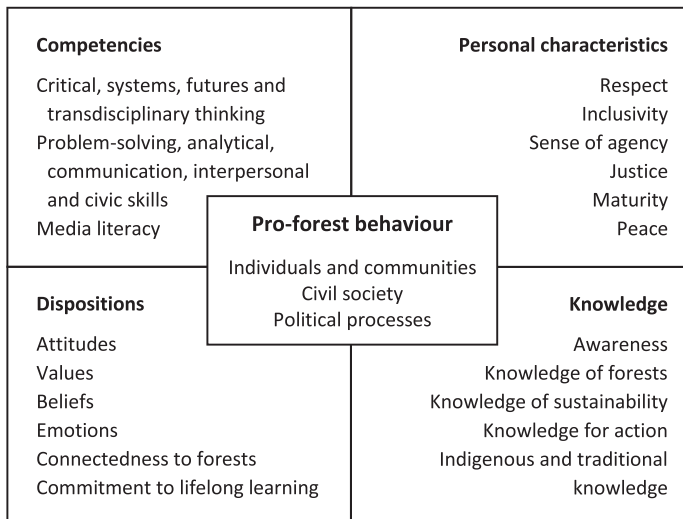 Competencies
Critical, systems, futures and
transdisciplinary thinking
Problem-solving, analytical,
communication, interpersonal
and civic skills
Media literacy
Personal characteristics
Respect
Inclusivity
Sense of agency
Justice
Maturity
Peace
Pro-forest behaviour
Individuals and communities
Civil society
Political processes
Dispositions
Attitudes
Values
Beliefs
Emotions
Connectedness to forests
Commitment to lifelong learning
Knowledge
Awareness
Knowledge of forests
Knowledge of sustainability
Knowledge for action
Indigenous and traditional
knowledge